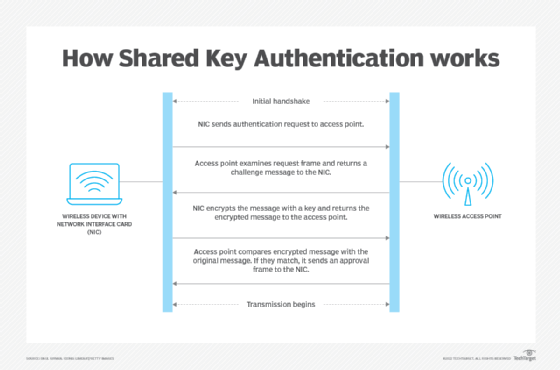 How Shared Key Authentication works
Initial handshake
NIC sends authentication request to access point.
Access point examines request frame and returns a
challenge message to the NIC.
NIC encrypts the message with a key and returns the
encrypted message to the access point.
Access point compares encrypted message with the
original message. If they match, it sends an approval
frame to the NIC.
Transmission begins
WIRELESS DEVICE WITH
NETWORK INTERFACE CARD
(NIC)
WIRELESS ACCESS POINT
TechTarget